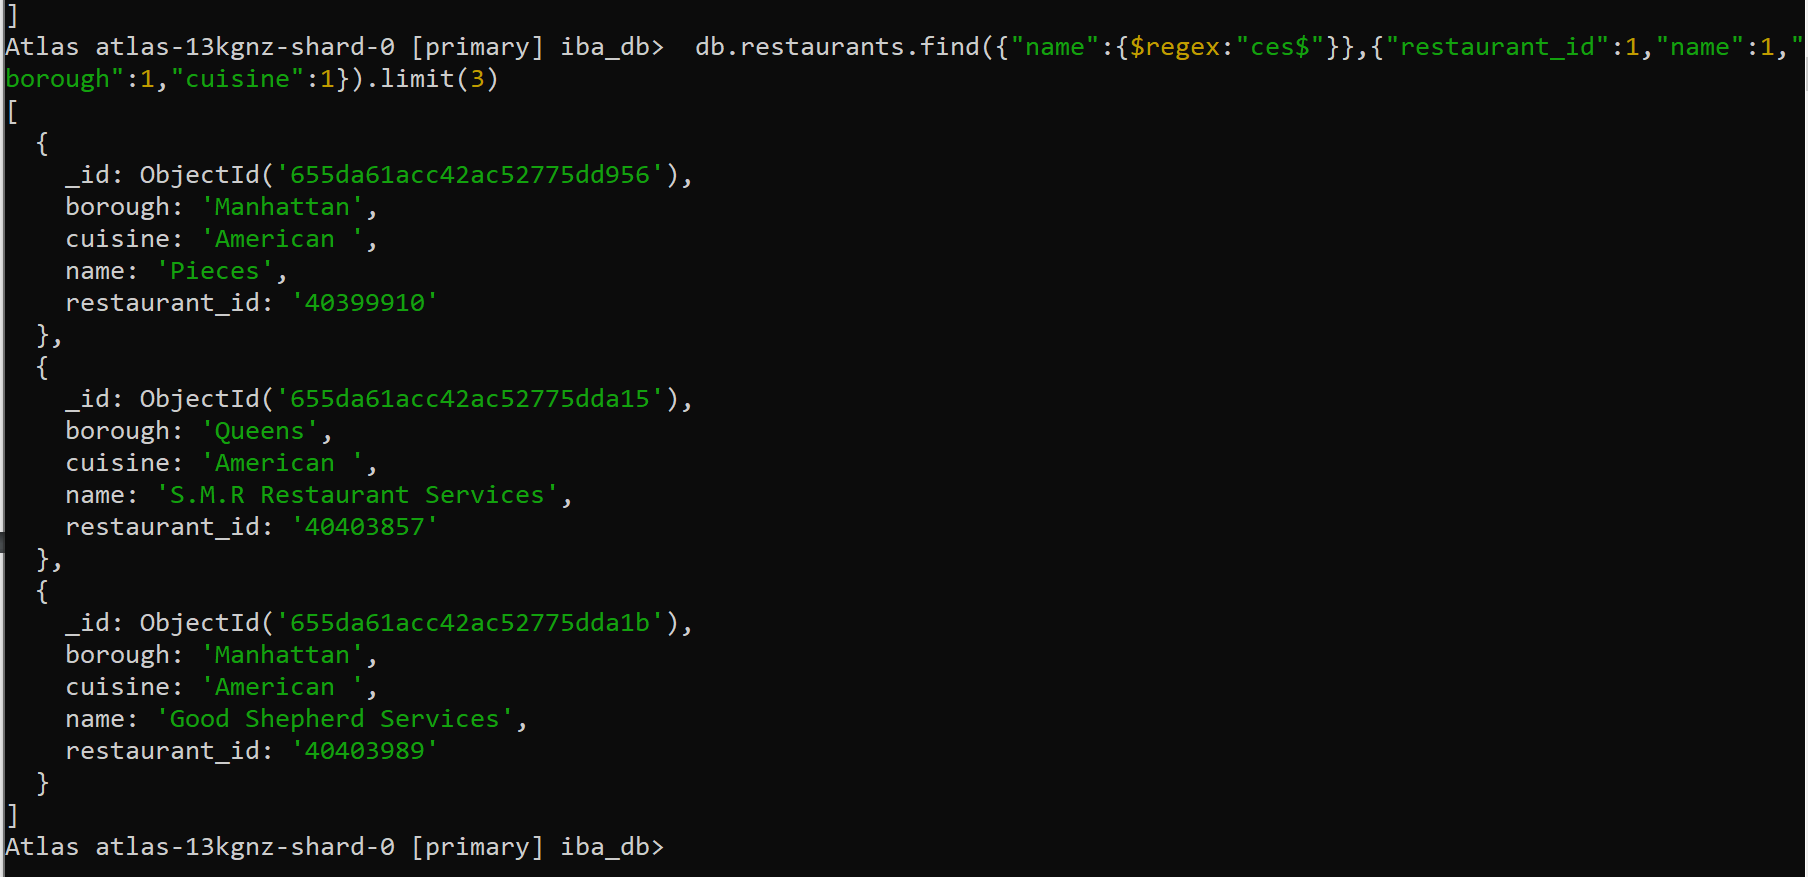 ]
Atlas atlas-13kgnz-shard-0 [primary] iba_db>  db.restaurants.find({"name":{$regex:"ces$"}},{"restaurant_id":1,"name":1,"
borough":1,"cuisine":1}).limit(3)
[
  {
    _id: ObjectId('655da61acc42ac52775dd956'),
    borough: 'Manhattan',
    cuisine: 'American ',
    name: 'Pieces',
    restaurant_id: '40399910'
  },
  {
    _id: ObjectId('655da61acc42ac52775dda15'),
    borough: 'Queens',
    cuisine: 'American ',
    name: 'S.M.R Restaurant Services',
    restaurant_id: '40403857'
  },
  {
    _id: ObjectId('655da61acc42ac52775dda1b'),
    borough: 'Manhattan',
    cuisine: 'American ',
    name: 'Good Shepherd Services',
    restaurant_id: '40403989'
  }
]
Atlas atlas-13kgnz-shard-0 [primary] iba_db>